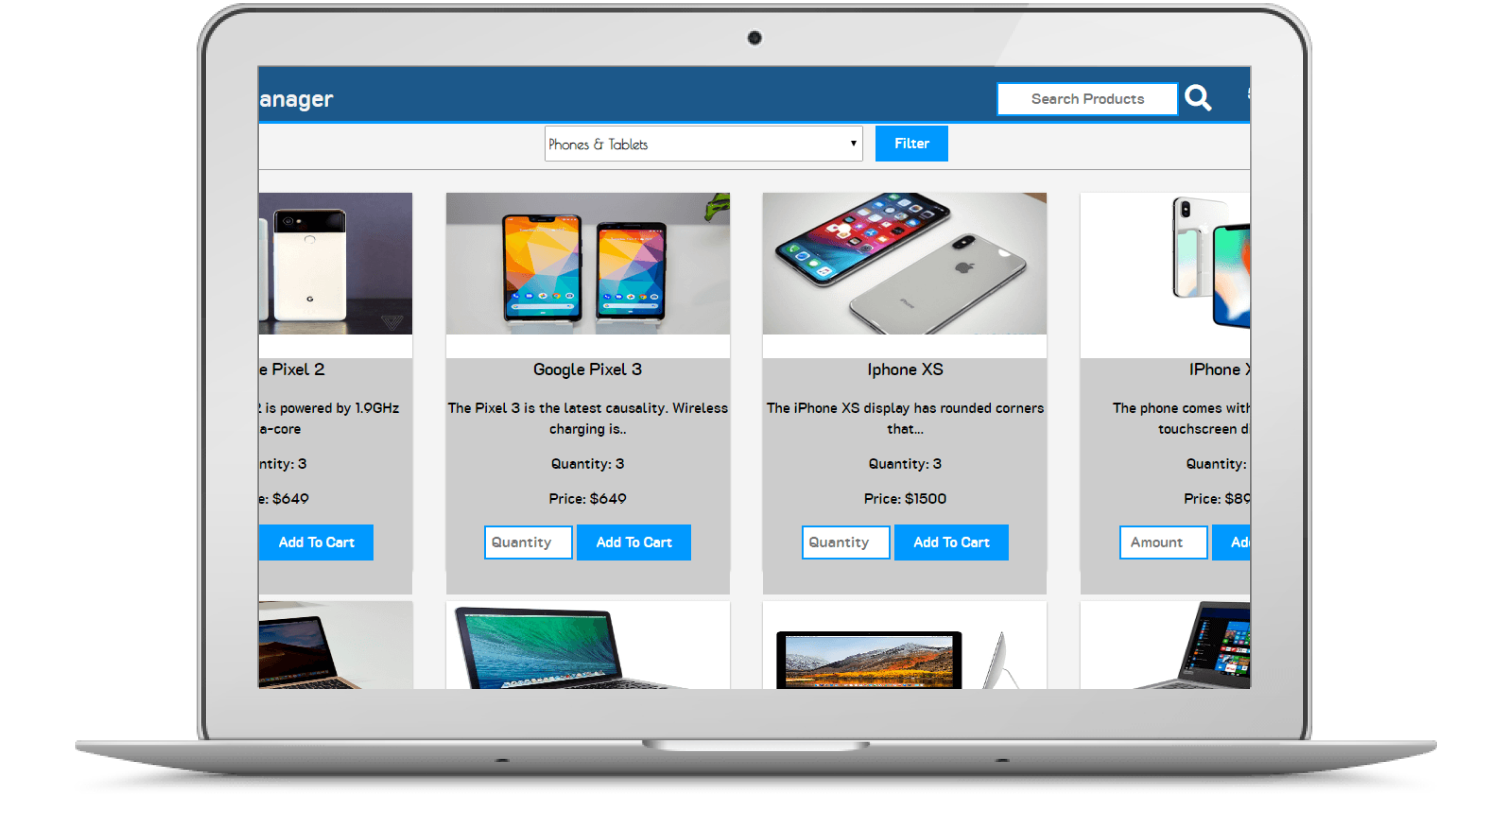 anager
Search Products
Phones & Tablets
Filter
e Pixel 2
is powered by 1.9GHz
a-core
ntity: 3
e: $649
Add To Cart
Google Pixel 3
The Pixel 3 is the latest causality. Wireless
charging is..
Quantity: 3
Price: $649
Quantity
Add To Cart
Iphone XS
The iPhone XS display has rounded corners
that...
Quantity: 3
Price: $1500
Quantity
Add To Cart
IPhone
The phone comes with
touchscreen d
Quantity:
Price: $89
Amount
Ad